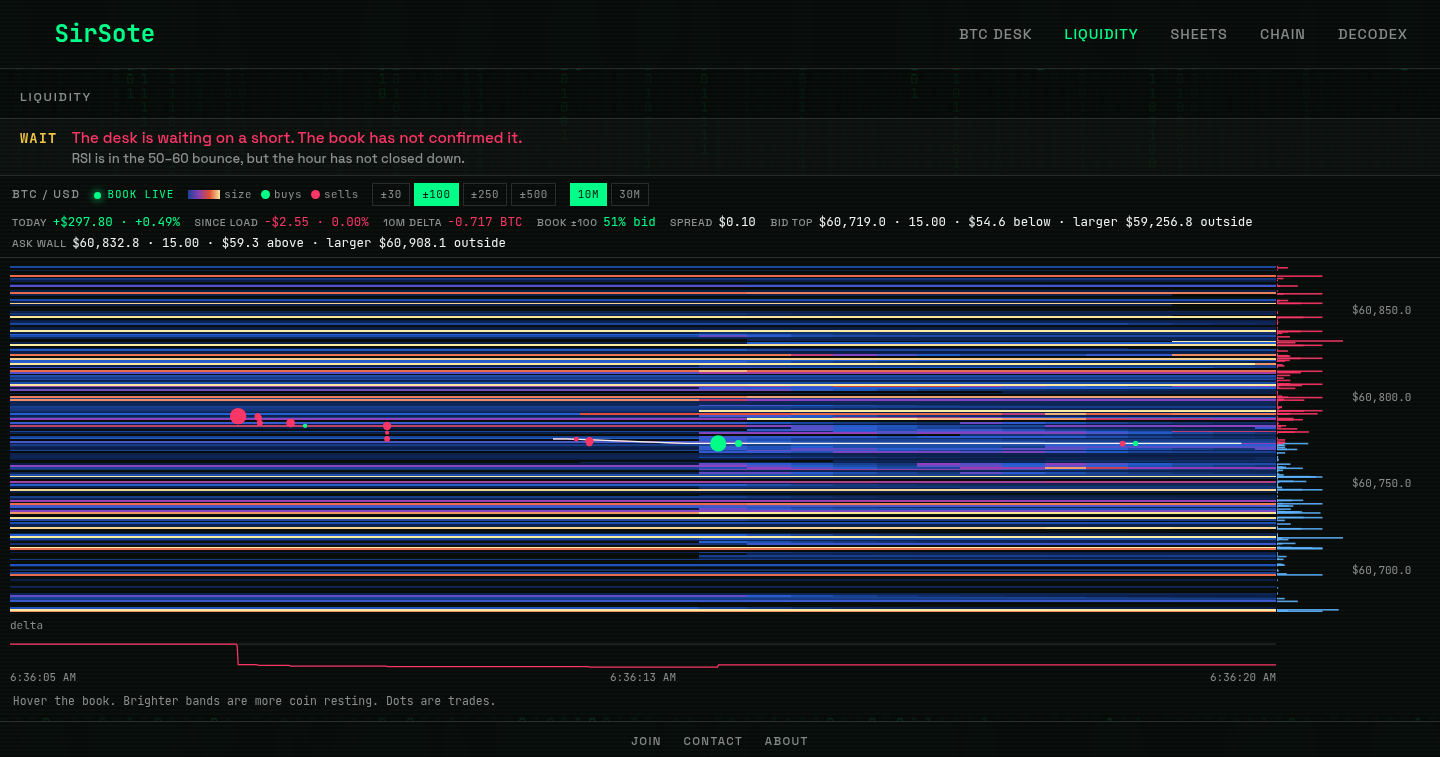 SirSote
BTC DESK LIQUIDITY SHEETS CHAIN DECODEX
LIQUIDITY
WAIT The desk is waiting on a short. The book has not confirmed it.
RSI is in the 50–60 bounce, but the hour has not closed down.
BTC / USD BOOK LIVE size buys sells ±30 ±100 ±250 ±500 10M 30M
TODAY +$297.80 · +0.49% SINCE LOAD -$2.55 · 0.00% 10M DELTA -0.717 BTC BOOK ±100 51% bid SPREAD $0.10 BID TOP $60,719.0 · 15.00 · $54.6 below · larger $59,256.8 outside
ASK WALL $60,832.8 · 15.00 · $59.3 above · larger $60,908.1 outside
$60,850.0
$60,800.0
$60,750.0
$60,700.0
delta
6:36:05 AM 6:36:13 AM 6:36:20 AM
Hover the book. Brighter bands are more coin resting. Dots are trades.
JOIN CONTACT ABOUT